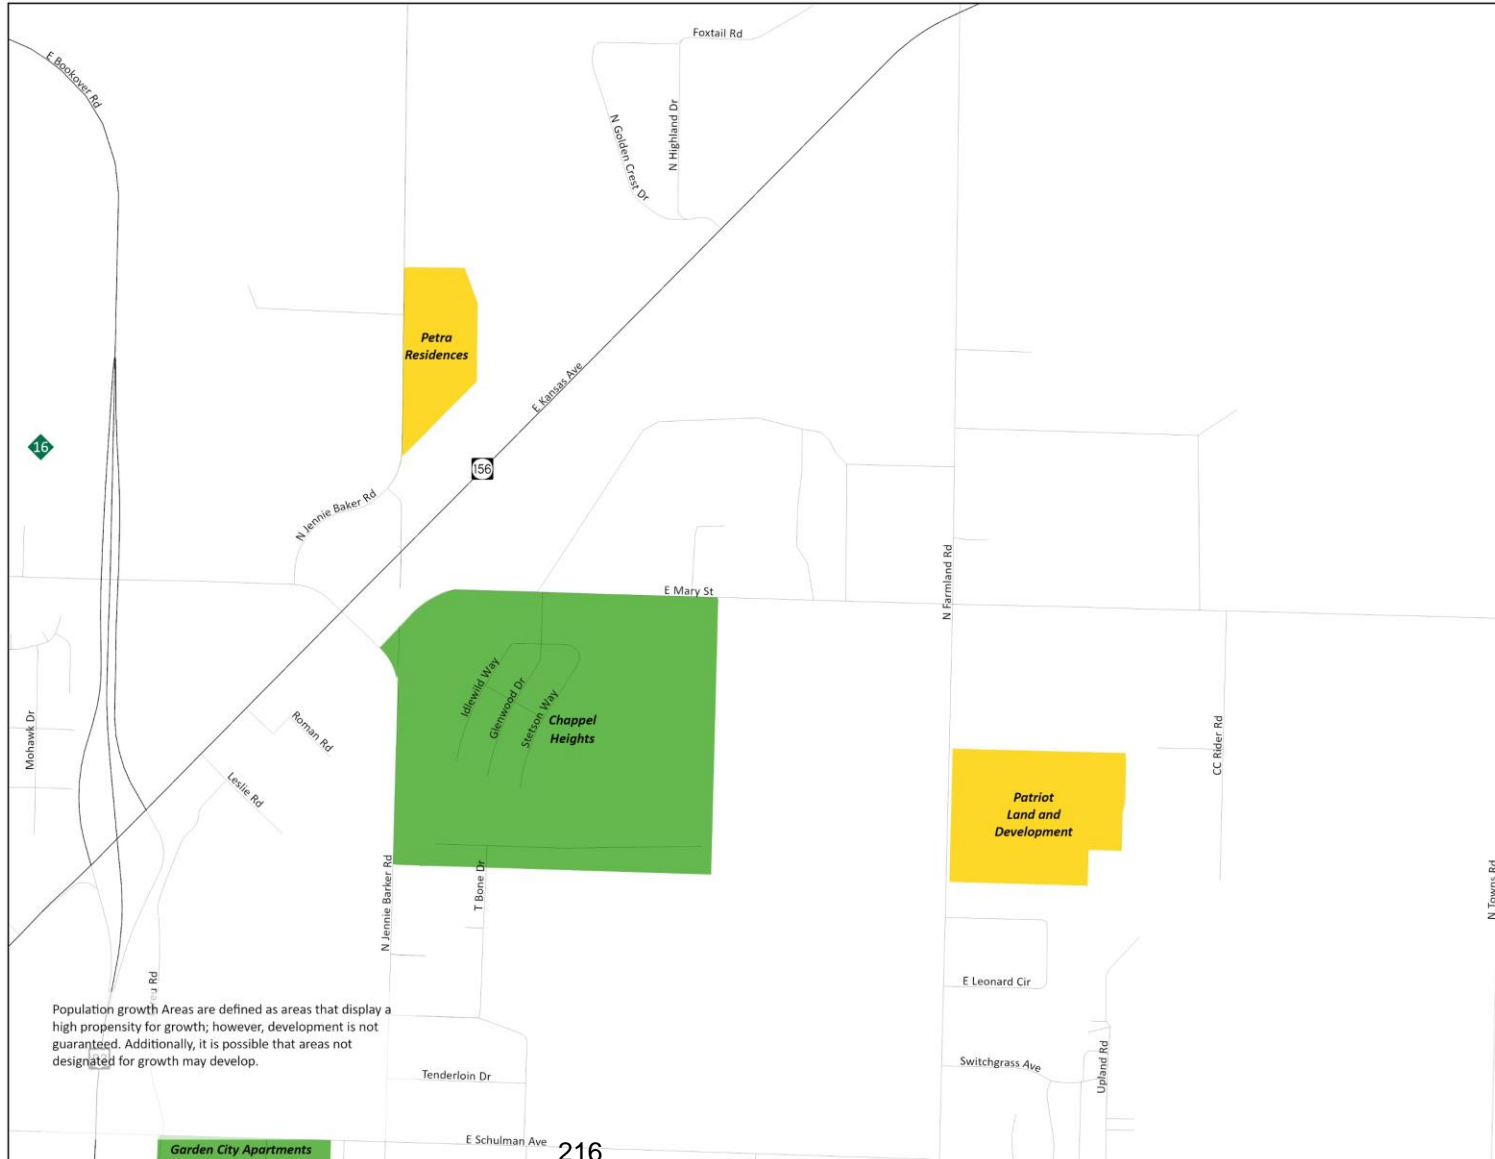 Foxtail Rd
E Bookover Rd
N Highland Dr
N Golden Crest Dr
Petra
Residences
E Kansas Ave
16
156
N Jennie Baker Rd
N Farmland Rd
E Mary St
Idlewild Way
Glenwood Dr
Stetson Way
Chappel
Heights
Mohawk Dr
Roman Rd
CC Rider Rd
Leslie Rd
Patriot
Land and
Development
N Jennie Barker Rd
T Bone Dr
N Towns Rd
E Leonard Cir
Rd
Population growth Areas are defined as areas that display a
high propensity for growth; however, development is not
guaranteed. Additionally, it is possible that areas not
designated for growth may develop.
Switchgrass Ave
Upland Rd
Tenderloin Dr
E Schulman Ave
216
Garden City Apartments